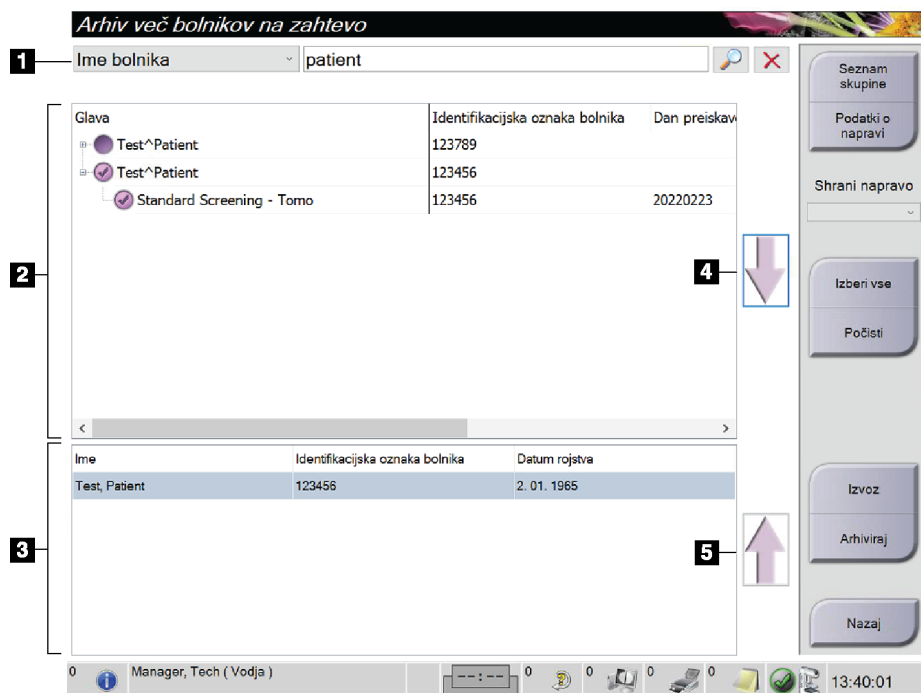 Arhiv več bolnikov na zahtevo
1 Ime bolnika patient
Seznam skupine
Podatki o napravi
Shrani napravo
Izberi vse
Počisti
Izvoz
Arhiviraj
Nazaj
2
Glava Identifikacijska oznaka bolnika Dan preiskav
Test^Patient 123789
Test^Patient 123456
Standard Screening - Tomo 123456 20220223
4
3
Ime Identifikacijska oznaka bolnika Datum rojstva
Test, Patient 123456 2. 01. 1965
5
0 Manager, Tech ( Vodja ) --:-- 0 0 0 0 13:40:01